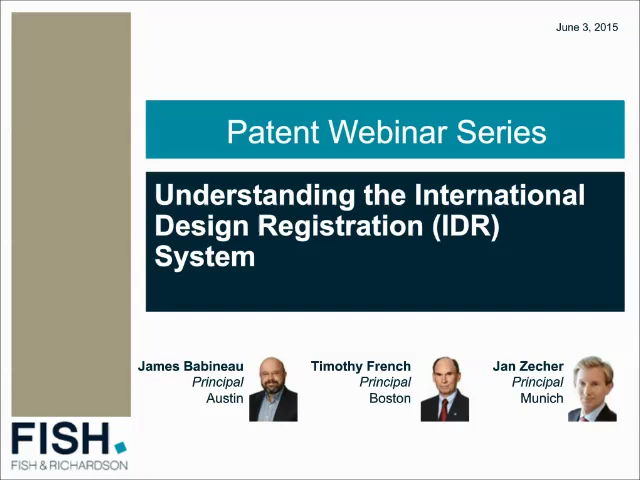 June 3, 2015
Patent Webinar Series
Understanding the International
Design Registration (IDR)
System
James Babineau
Principal
Austin
Timothy French
Principal
Boston
Jan Zecher
Principal
Munich
FISH.
FISH & RICHARDSON